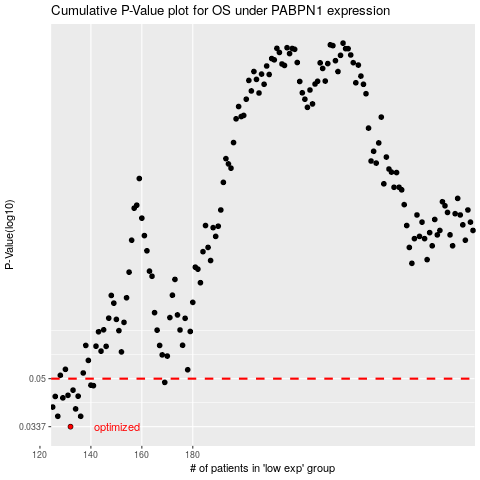 Cumulative P-Value plot for OS under PABPN1 expression
P-Value(log10)
0.05
0.0337
optimized
120 140 160 180
# of patients in 'low exp' group